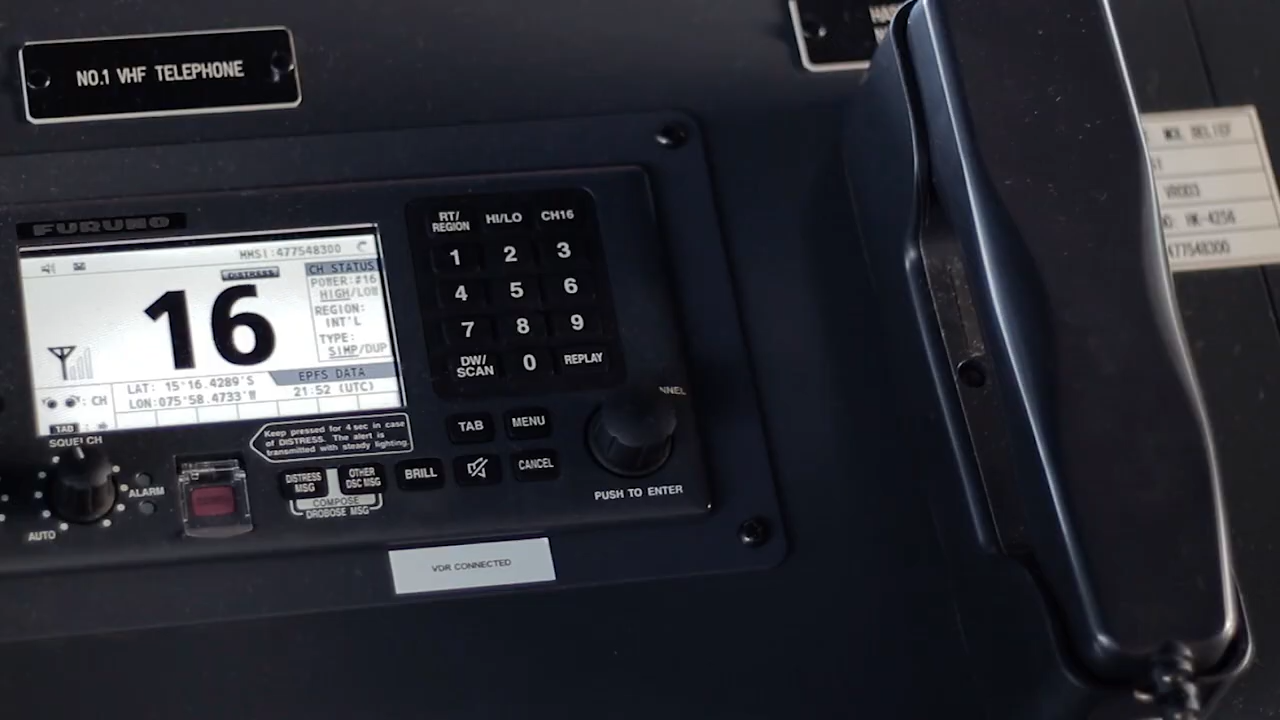 NO.1 VHF TELEPHONE
FURUNO
MMSI:477548300
DISTRESS
16
CH STATUS
POWER:#16
HIGH/LOW
REGION:
INT'L
TYPE:
SIMP/DUP
: CH
LAT: 15°16.4289'S
LON:075°58.4733'W
EPFS DATA
21:52 (UTC)
TAB
RT/
REGION
HI/LO
CH16
1
2
3
4
5
6
7
8
9
DW/
SCAN
0
REPLAY
SQUELCH
AUTO
ALARM
Keep pressed for 4 sec in case
of DISTRESS. The alert is
transmitted with steady lighting.
DISTRESS
MSG
OTHER
DSC MSG
COMPOSE
DROBOSE MSG
BRILL
TAB
MENU
CANCEL
NNEL
PUSH TO ENTER
VDR CONNECTED
477548300